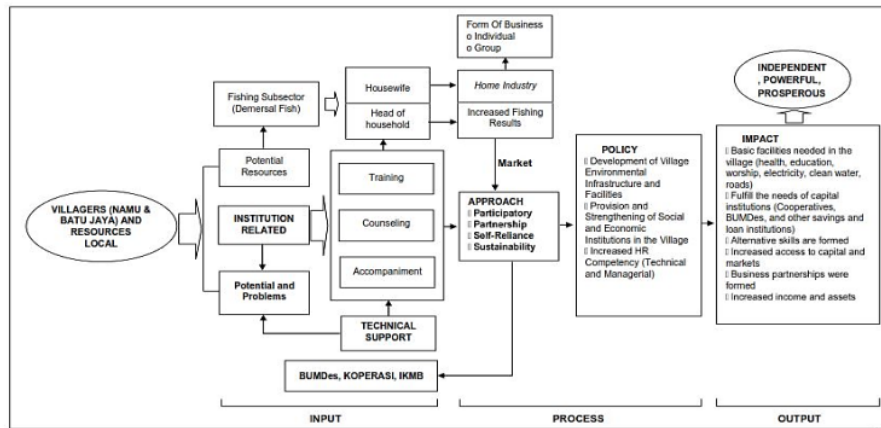 Form Of Business
o Individual
o Group
Fishing Subsector
(Demersal Fish)
Housewife
Head of
household
Home Industry
Increased Fishing
Results
Market
Potential
Resources
VILLAGERS (NAMU &
BATU JAYA) AND
RESOURCES
LOCAL
INSTITUTION
RELATED
Potential and
Problems
Training
Counseling
Accompaniment
TECHNICAL
SUPPORT
BUMDes, KOPERASI, IKMB
APPROACH
▯ Participatory
▯ Partnership
▯ Self-Reliance
▯ Sustainability
POLICY
▯ Development of Village
Environmental
Infrastructure and
Facilities
▯ Provision and
Strengthening of Social
and Economic
Institutions in the Village
▯ Increased HR
Competency (Technical
and Managerial)
INDEPENDENT
, POWERFUL,
PROSPEROUS
IMPACT
▯ Basic facilities needed in the
village (health, education,
worship, electricity, clean water,
roads)
▯ Fulfill the needs of capital
institutions (Cooperatives,
BUMDes, and other savings and
loan institutions)
▯ Alternative skills are formed
▯ Increased access to capital and
markets
▯ Business partnerships were
formed
▯ Increased income and assets
INPUT
PROCESS
OUTPUT